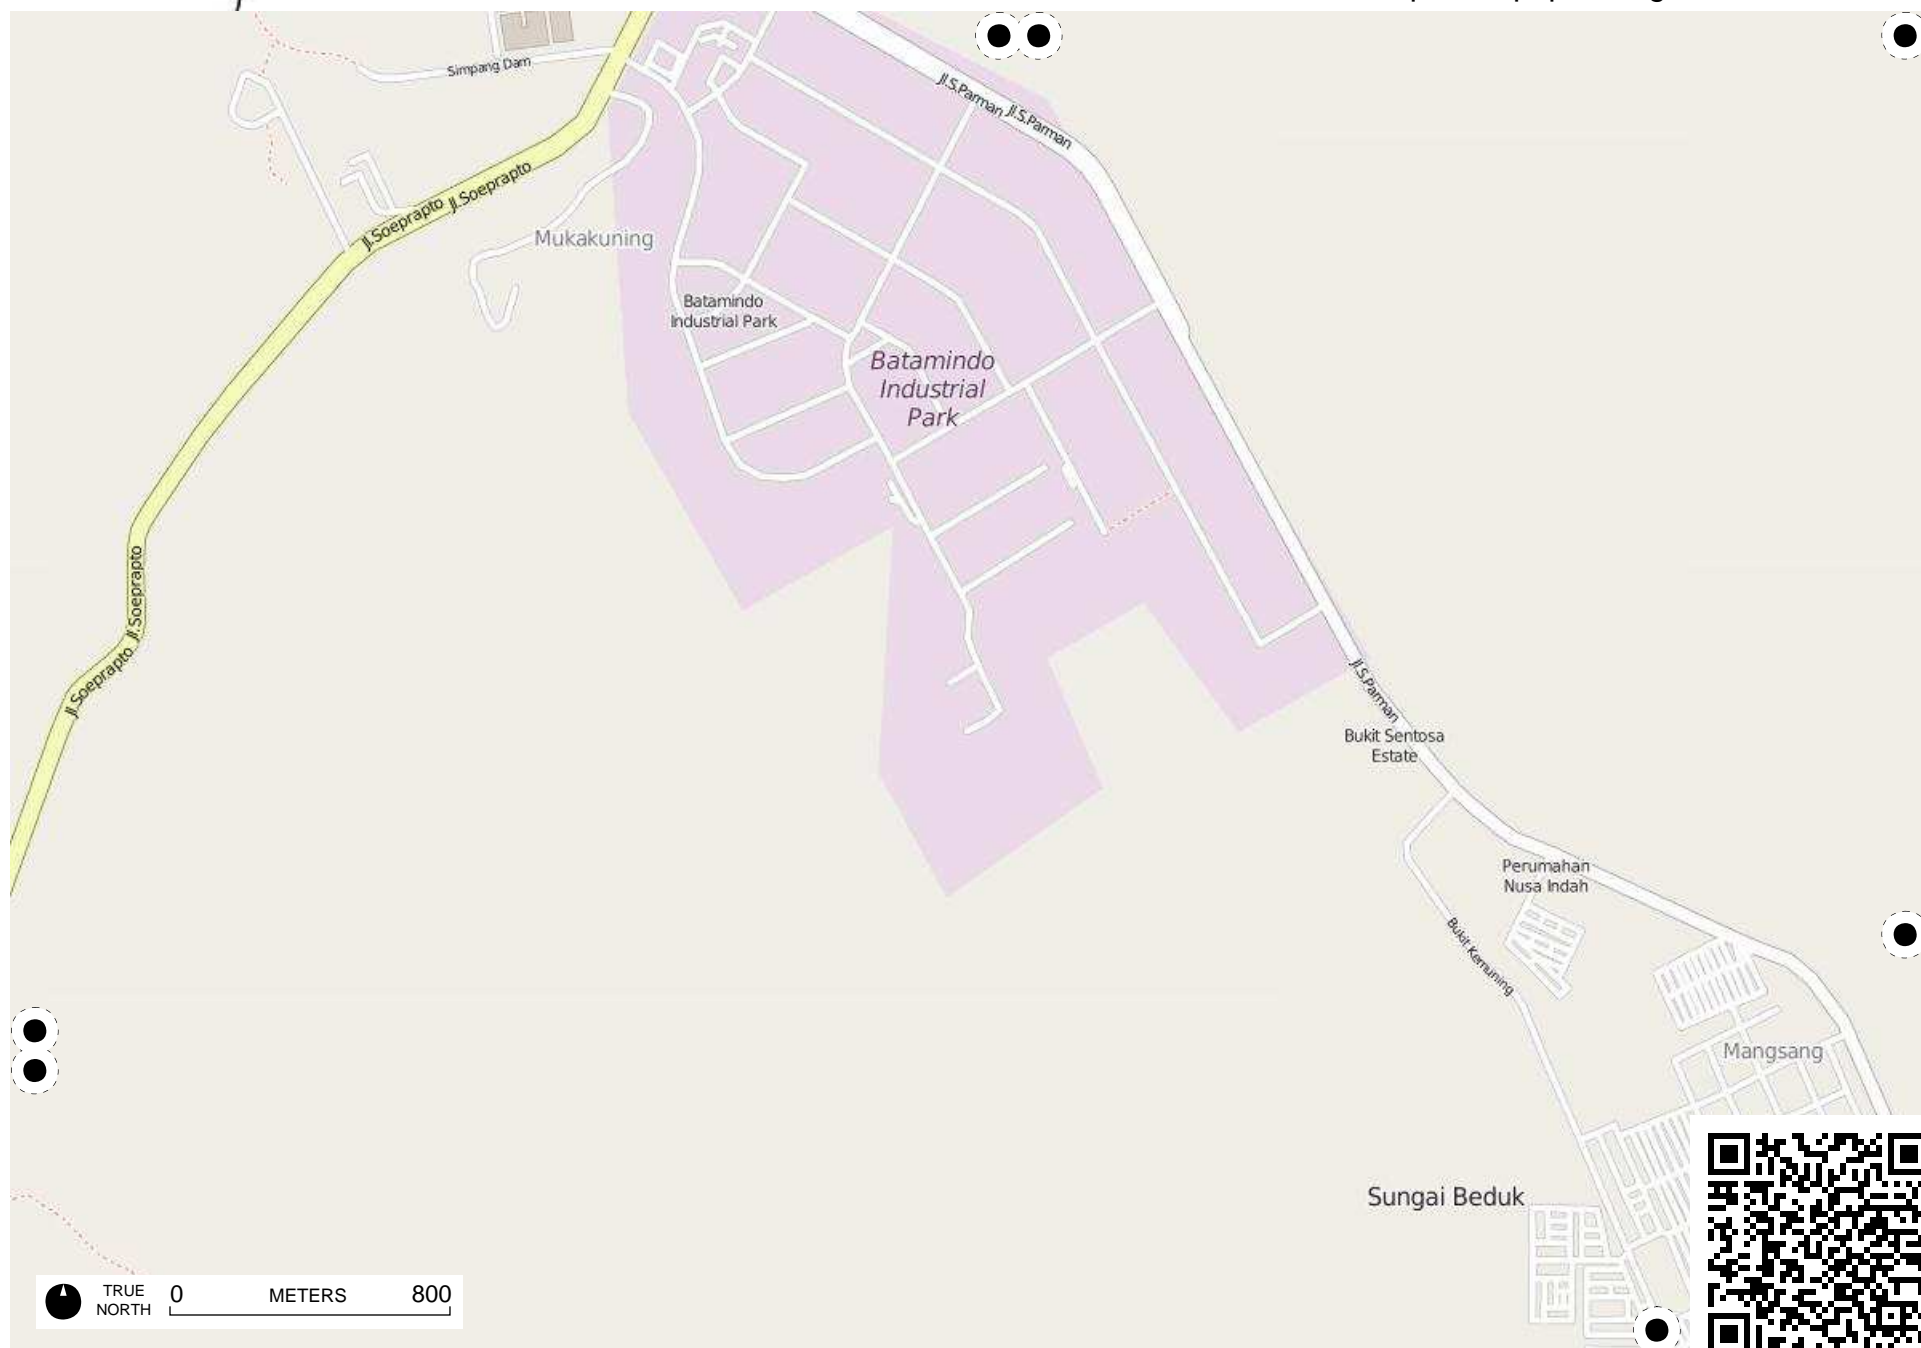 Simpang Dam
Jl.S.Parman
Jl.S.Parman
Jl.Soeprapto
Jl.Soeprapto
Mukakuning
Batamindo
Industrial Park
Batamindo
Industrial
Park
Jl.Soeprapto
Jl.Soeprapto
Jl.S.Parman
Bukit Sentosa
Estate
Perumahan
Nusa Indah
Bukit Kemuning
Mangsang
Sungai Beduk
TRUE
NORTH
0 METERS 800